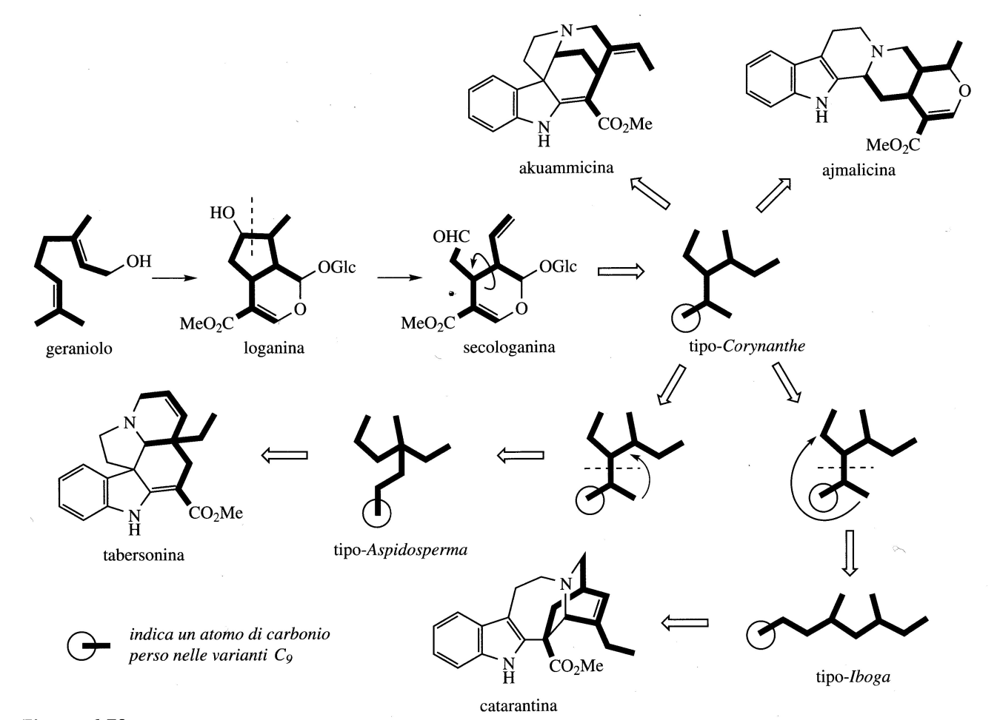 N
N
CO₂Me
N
H
akuammicina
N
H
O
MeO₂C
ajmalicina
HO
OH
OGlc
O
MeO₂C
geraniolo
loganina
OHC
OGlc
O
MeO₂C
secologanina
tipo-Corynanthe
N
N
H
CO₂Me
tabersonina
tipo-Aspidosperma
N
N
H
CO₂Me
catarantina
tipo-Iboga
indica un atomo di carbonio
perso nelle varianti C₉